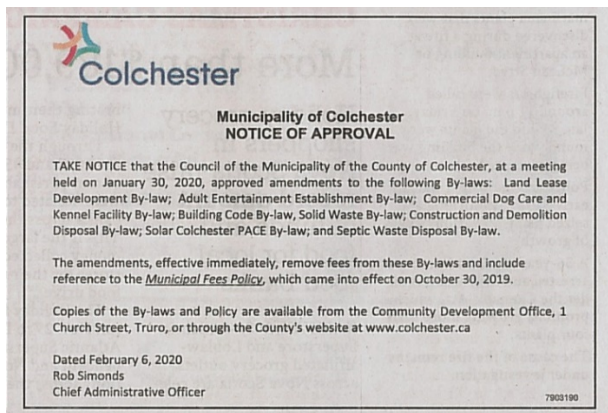 Colchester
Municipality of Colchester
NOTICE OF APPROVAL
TAKE NOTICE that the Council of the Municipality of the County of Colchester, at a meeting
held on January 30, 2020, approved amendments to the following By-laws: Land Lease
Development By-law; Adult Entertainment Establishment By-law; Commercial Dog Care and
Kennel Facility By-law; Building Code By-law, Solid Waste By-law; Construction and Demolition
Disposal By-law; Solar Colchester PACE By-law; and Septic Waste Disposal By-law.
The amendments, effective immediately, remove fees from these By-laws and include
reference to the Municipal Fees Policy, which came into effect on October 30, 2019.
Copies of the By-laws and Policy are available from the Community Development Office, 1
Church Street, Truro, or through the County's website at www.colchester.ca
Dated February 6, 2020
Rob Simonds
Chief Administrative Officer
7903190